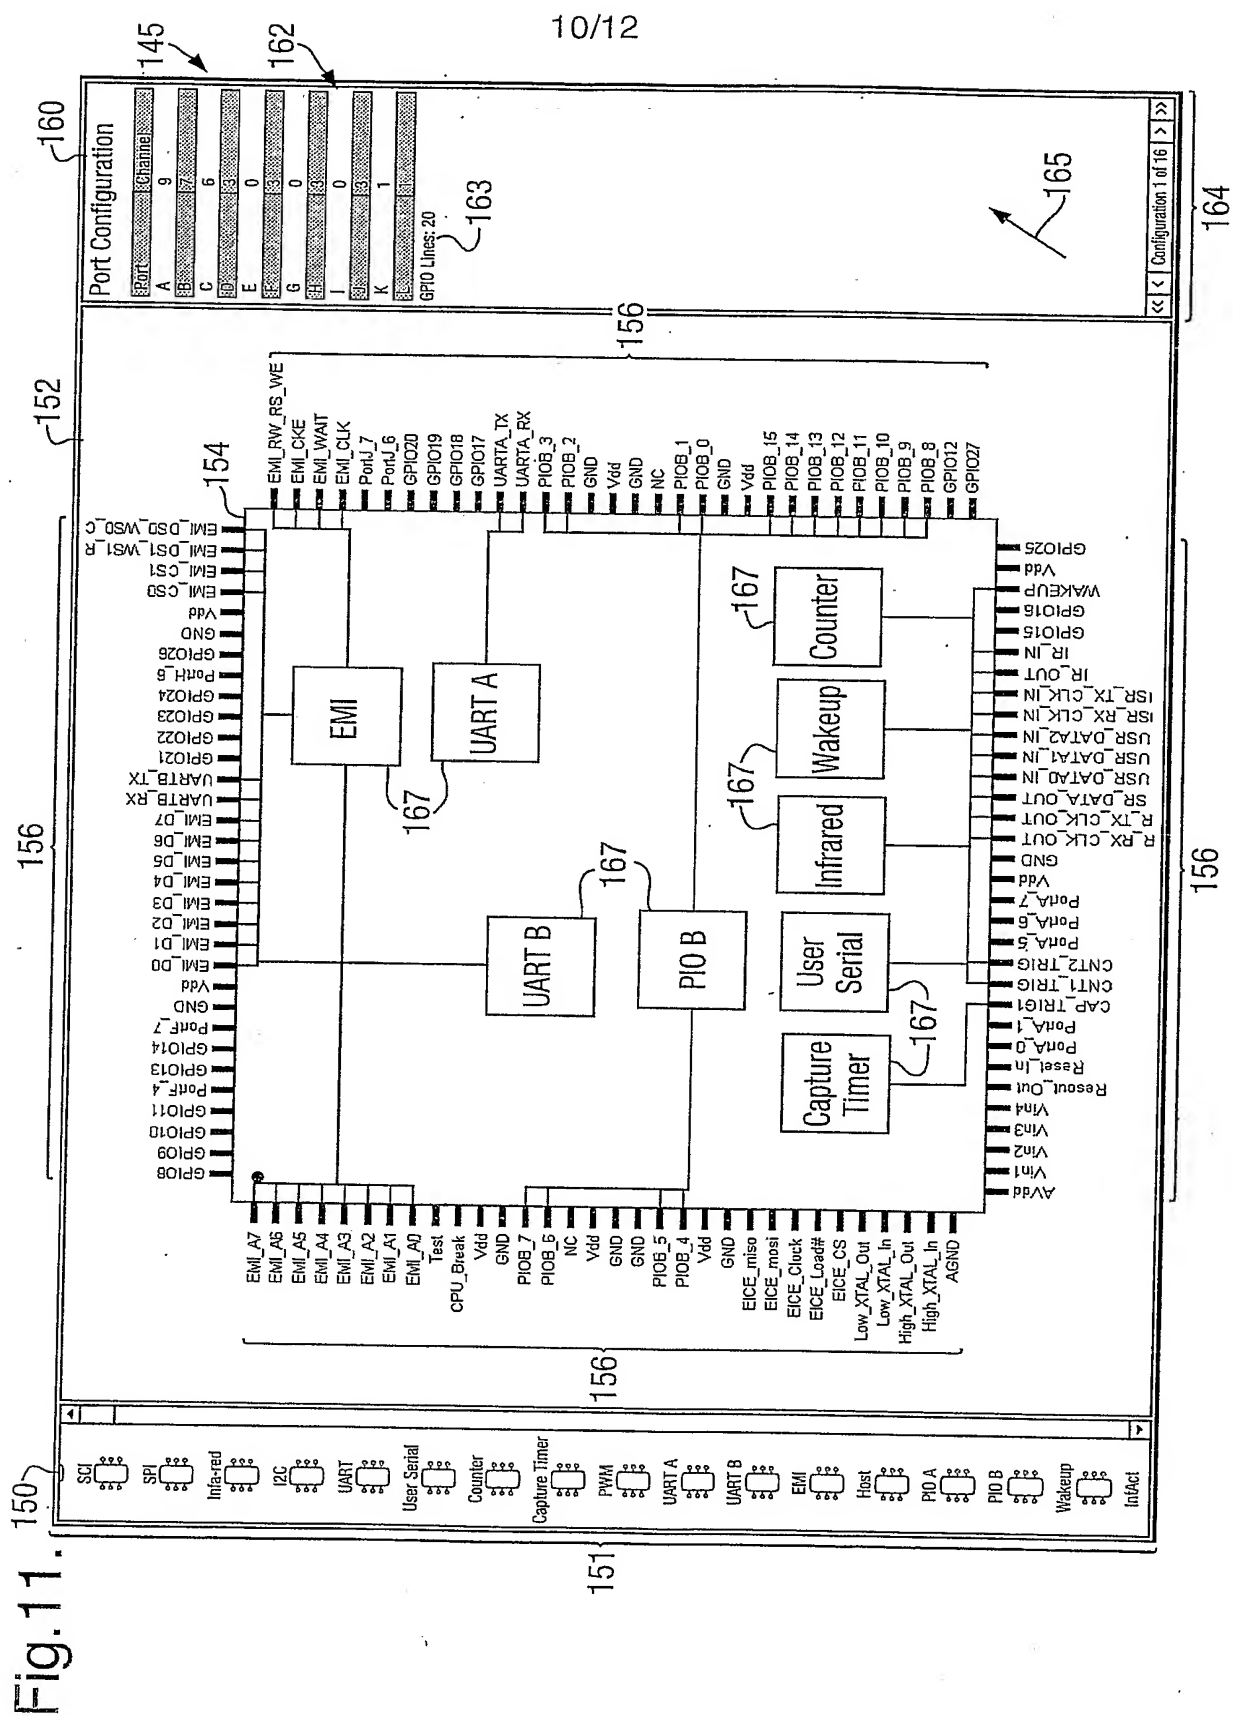 10/12
Fig.11.
150
151
SCI
SPI
Infa-red
I2C
UART
User Serial
Counter
Capture Timer
PWM
UART A
UART B
EMI
Host
PIO A
PIO B
Wakeup
IntAct
152
154
156
GPIO8
GPIO9
GPIO10
GPIO11
PortF_4
GPIO13
GPIO14
PortF_7
GND
Vdd
EMI_D0
EMI_D1
EMI_D2
EMI_D3
EMI_D4
EMI_D5
EMI_D6
EMI_D7
UARTB_RX
UARTB_TX
GPIO21
GPIO22
GPIO23
GPIO24
PortH_6
GPIO26
GND
Vdd
EMI_CS0
EMI_CS1
EMI_DS1_WS1_R
EMI_DS0_WS0_C
156
EMI_A7
EMI_A6
EMI_A5
EMI_A4
EMI_A3
EMI_A2
EMI_A1
EMI_A0
Test
CPU_Break
Vdd
GND
PIOB_7
PIOB_6
NC
Vdd
GND
GND
PIOB_5
PIOB_4
Vdd
GND
EICE_miso
EICE_mosi
EICE_Clock
EICE_Load#
EICE_CS
Low_XTAL_Out
Low_XTAL_In
High_XTAL_Out
High_XTAL_In
AGND
EMI
UART A
167
UART B
167
PIO B
Capture Timer
User Serial
167
Infrared
167
Wakeup
Counter
167
156
EMI_RW_RS_WE
EMI_CKE
EMI_WAIT
EMI_CLK
PortJ_7
PortJ_6
GPIO20
GPIO19
GPIO18
GPIO17
UARTA_TX
UARTA_RX
PIOB_3
PIOB_2
GND
Vdd
GND
NC
PIOB_1
PIOB_0
GND
Vdd
PIOB_15
PIOB_14
PIOB_13
PIOB_12
PIOB_11
PIOB_10
PIOB_9
PIOB_8
GPIO12
GPIO27
AVdd
Vin1
Vin2
Vin3
Vin4
Resout_Out
Reset_In
PortA_0
PortA_1
CAP_TRIG1
CNT1_TRIG
CNT2_TRIG
PortA_5
PortA_6
PortA_7
Vdd
GND
R_RX_CLK_OUT
R_TX_CLK_OUT
SR_DATA_OUT
USR_DATA0_IN
USR_DATA1_IN
USR_DATA2_IN
ISR_RX_CLK_IN
ISR_TX_CLK_IN
IR_OUT
IR_IN
GPIO15
GPIO16
WAKEUP
Vdd
GPIO25
156
160
145
162
Port Configuration
Port Channel
A 9
B 7
C 6
D 3
E 0
F 3
G 0
H 3
I 0
J 3
K 1
L 1
GPIO Lines: 20
163
165
<< < Configuration 1 of 16 > >>
164